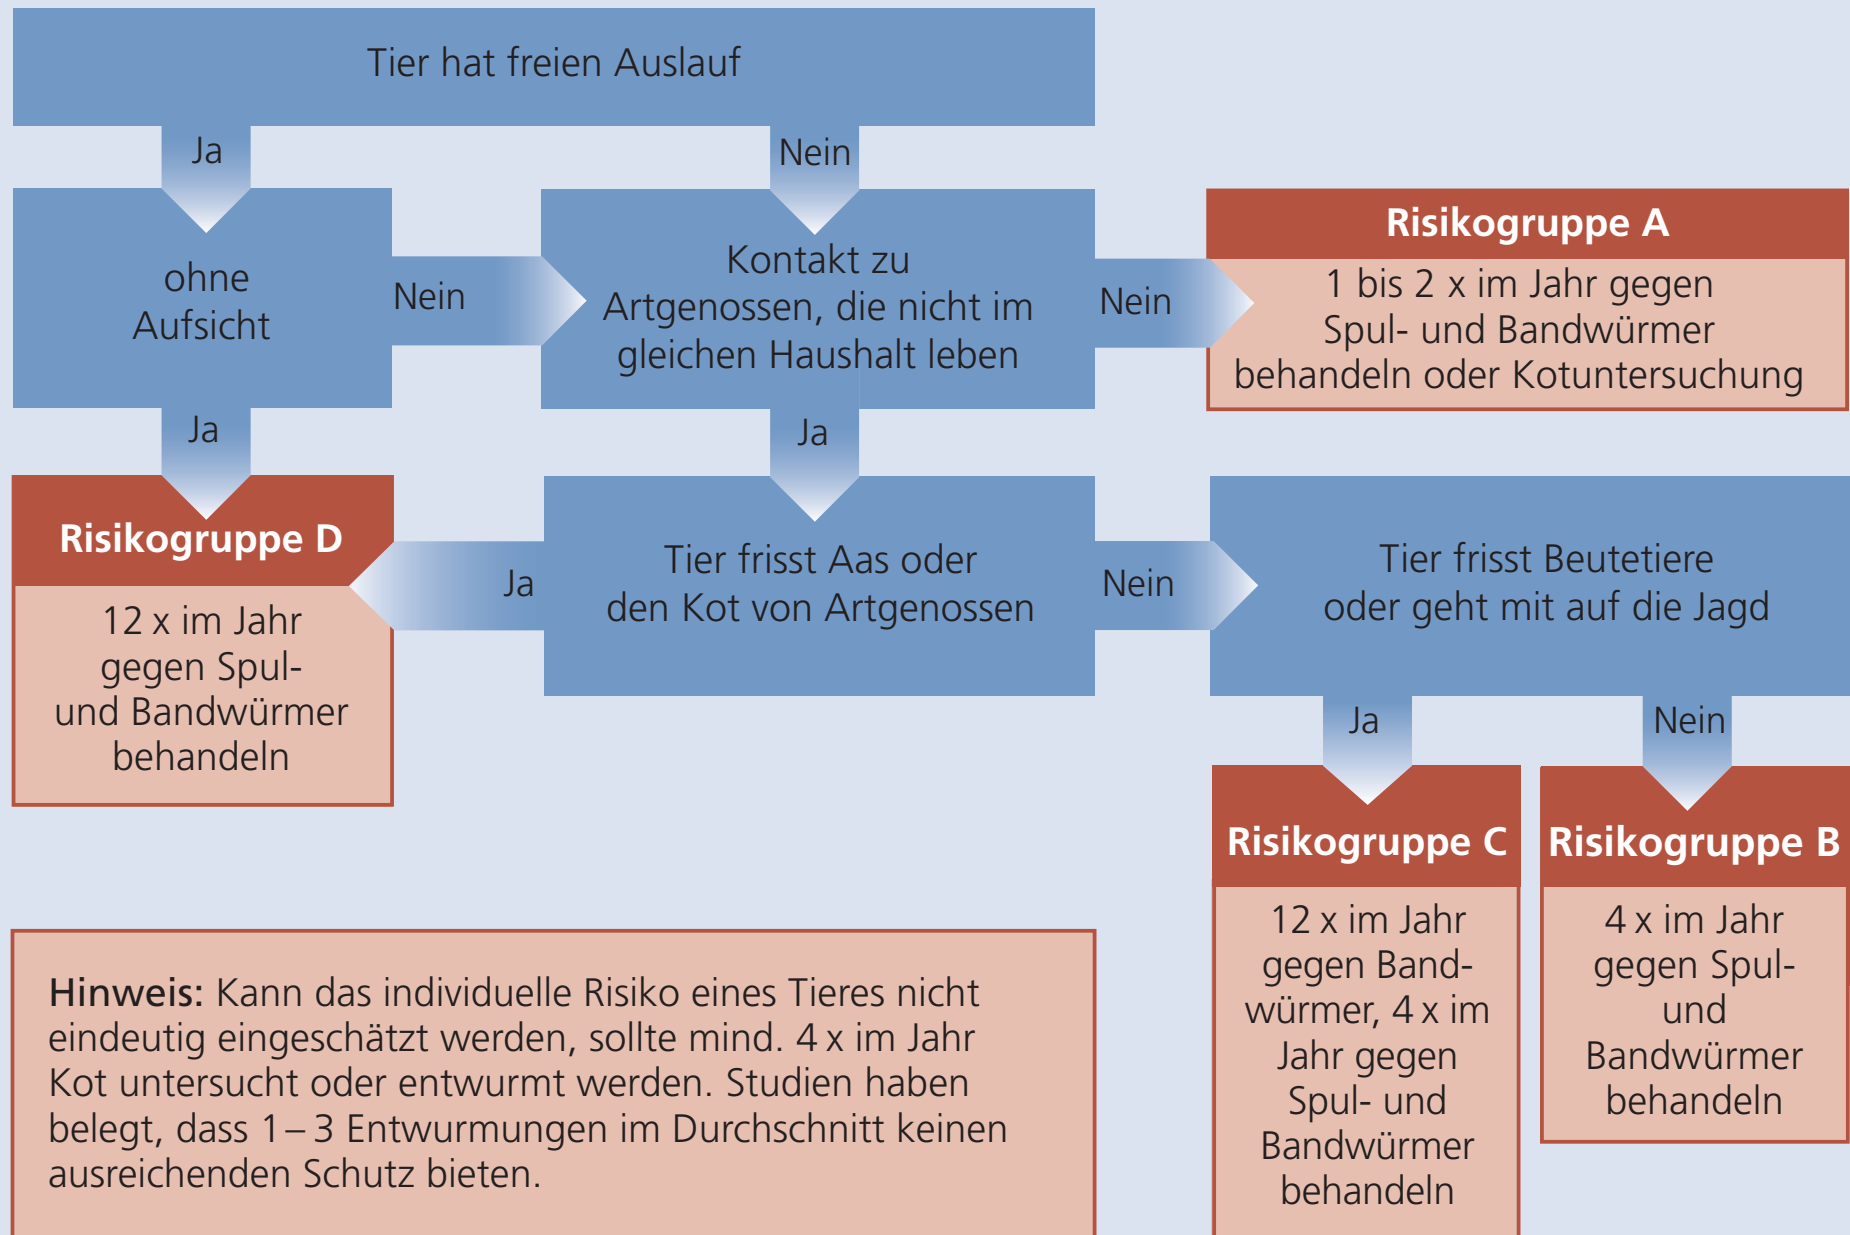 Tier hat freien Auslauf
Ja
Nein
ohne
Aufsicht
Nein
Kontakt zu
Artgenossen, die nicht im
gleichen Haushalt leben
Nein
Risikogruppe A
1 bis 2 x im Jahr gegen
Spul- und Bandwürmer
behandeln oder Kotuntersuchung
Ja
Ja
Risikogruppe D
12 x im Jahr
gegen Spul-
und Bandwürmer
behandeln
Ja
Tier frisst Aas oder
den Kot von Artgenossen
Nein
Tier frisst Beutetiere
oder geht mit auf die Jagd
Ja
Nein
Risikogruppe C
12 x im Jahr
gegen Band-
würmer, 4 x im
Jahr gegen
Spul- und
Bandwürmer
behandeln
Risikogruppe B
4 x im Jahr
gegen Spul-
und
Bandwürmer
behandeln
Hinweis: Kann das individuelle Risiko eines Tieres nicht
eindeutig eingeschätzt werden, sollte mind. 4 x im Jahr
Kot untersucht oder entwurmt werden. Studien haben
belegt, dass 1 – 3 Entwurmungen im Durchschnitt keinen
ausreichenden Schutz bieten.